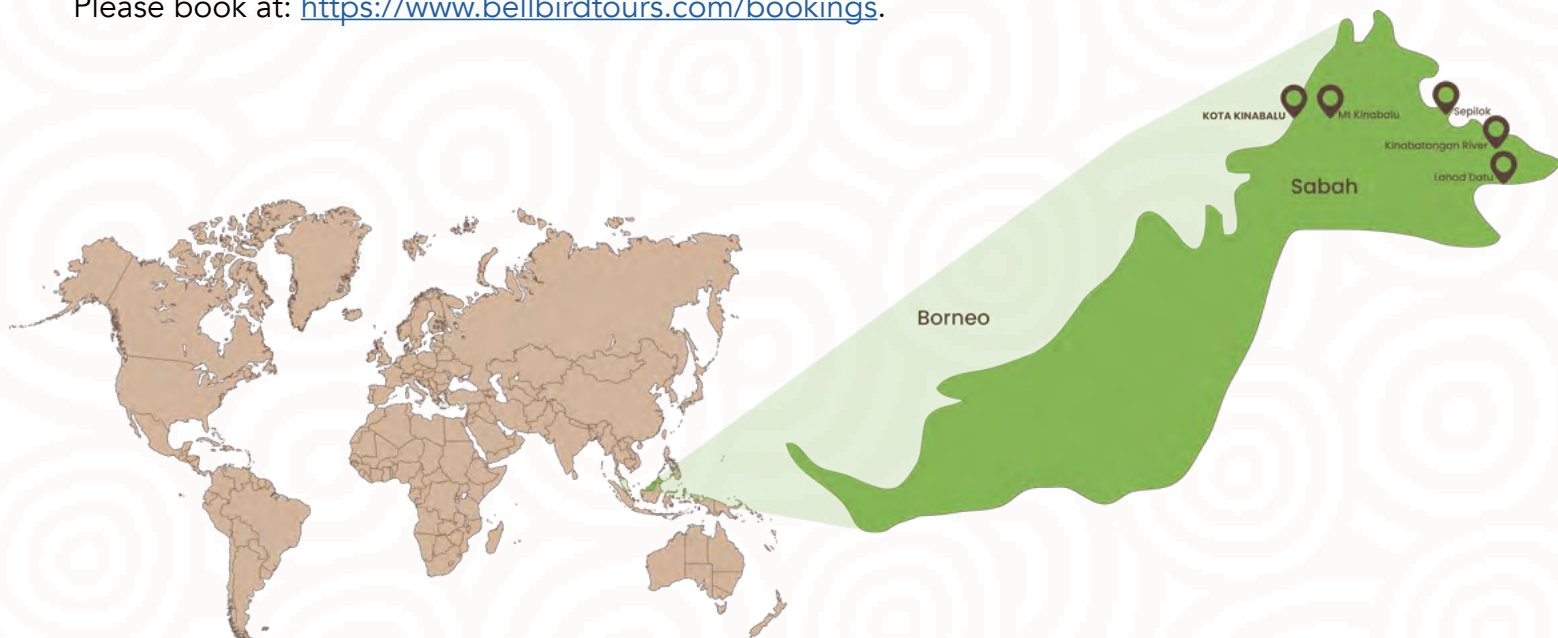 Please book at: https://www.bellbirdtours.com/bookings.
KOTA KINABALU
Mt Kinabalu
Sepilok
Kinabatangan River
Lahad Datu
Sabah
Borneo